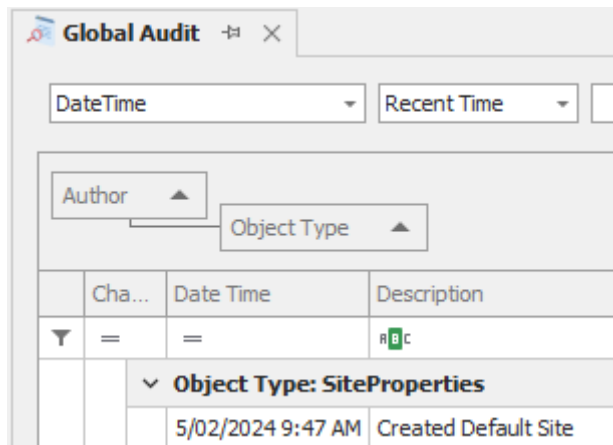 Global Audit
DateTime Recent Time
Author
Object Type
Cha... Date Time Description
= = ABC
Object Type: SiteProperties
5/02/2024 9:47 AM Created Default Site